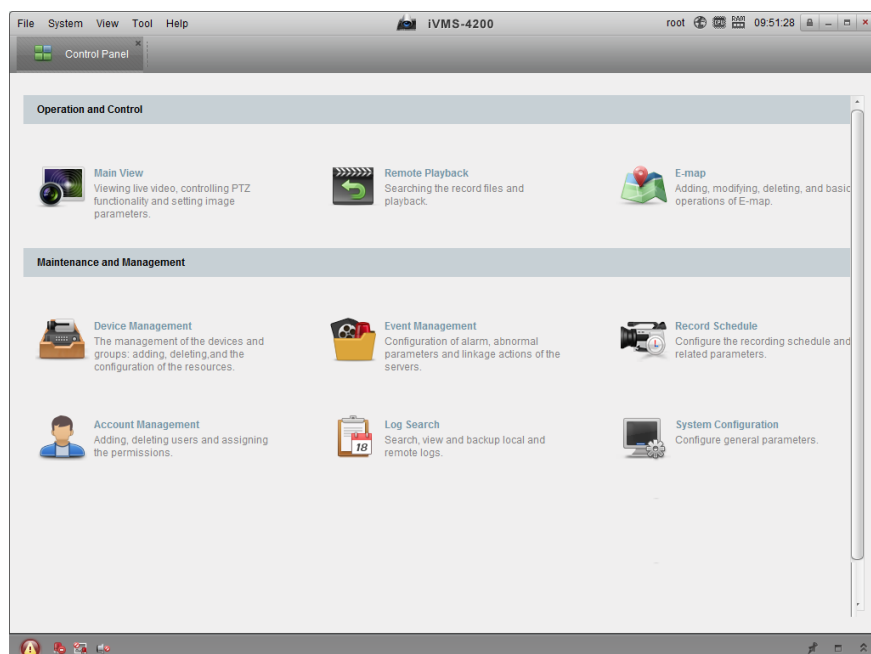 File System View Tool Help
iVMS-4200
root CPU RAM 09:51:28
Control Panel
Operation and Control
Main View
Viewing live video, controlling PTZ
functionality and setting image
parameters.
Remote Playback
Searching the record files and
playback.
E-map
Adding, modifying, deleting, and basic
operations of E-map.
Maintenance and Management
Device Management
The management of the devices and
groups: adding, deleting,and the
configuration of the resources.
Event Management
Configuration of alarm, abnormal
parameters and linkage actions of the
servers.
Record Schedule
Configure the recording schedule and
related parameters.
Account Management
Adding, deleting users and assigning
the permissions.
18
Log Search
Search, view and backup local and
remote logs.
System Configuration
Configure general parameters.